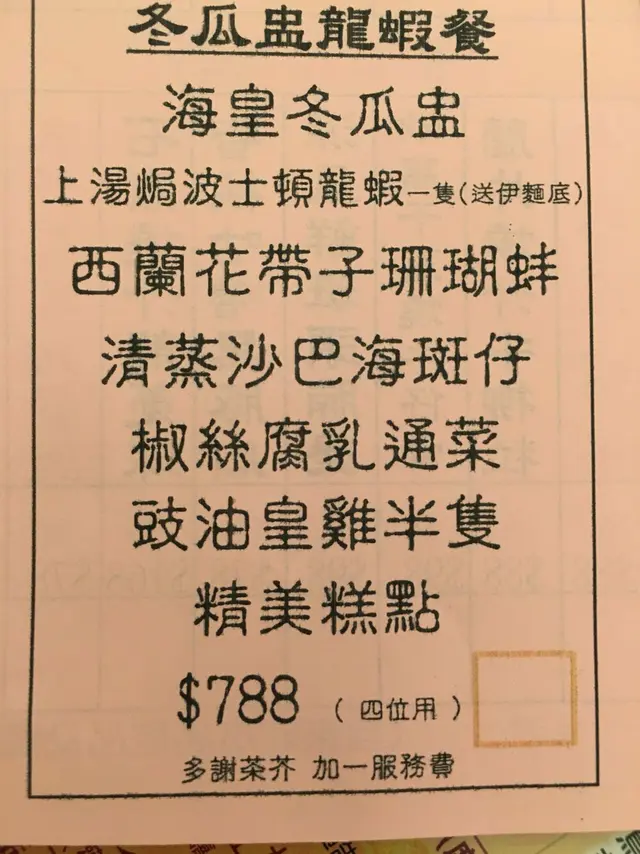 冬瓜盅龍蝦餐
海皇冬瓜盅
上湯焗波士頓龍蝦一隻(送伊麵底)
西蘭花帶子珊瑚蚌
清蒸沙巴海斑仔
椒絲腐乳通菜
豉油皇雞半隻
精美糕點
$788 (四位用)
多謝茶芥 加一服務費